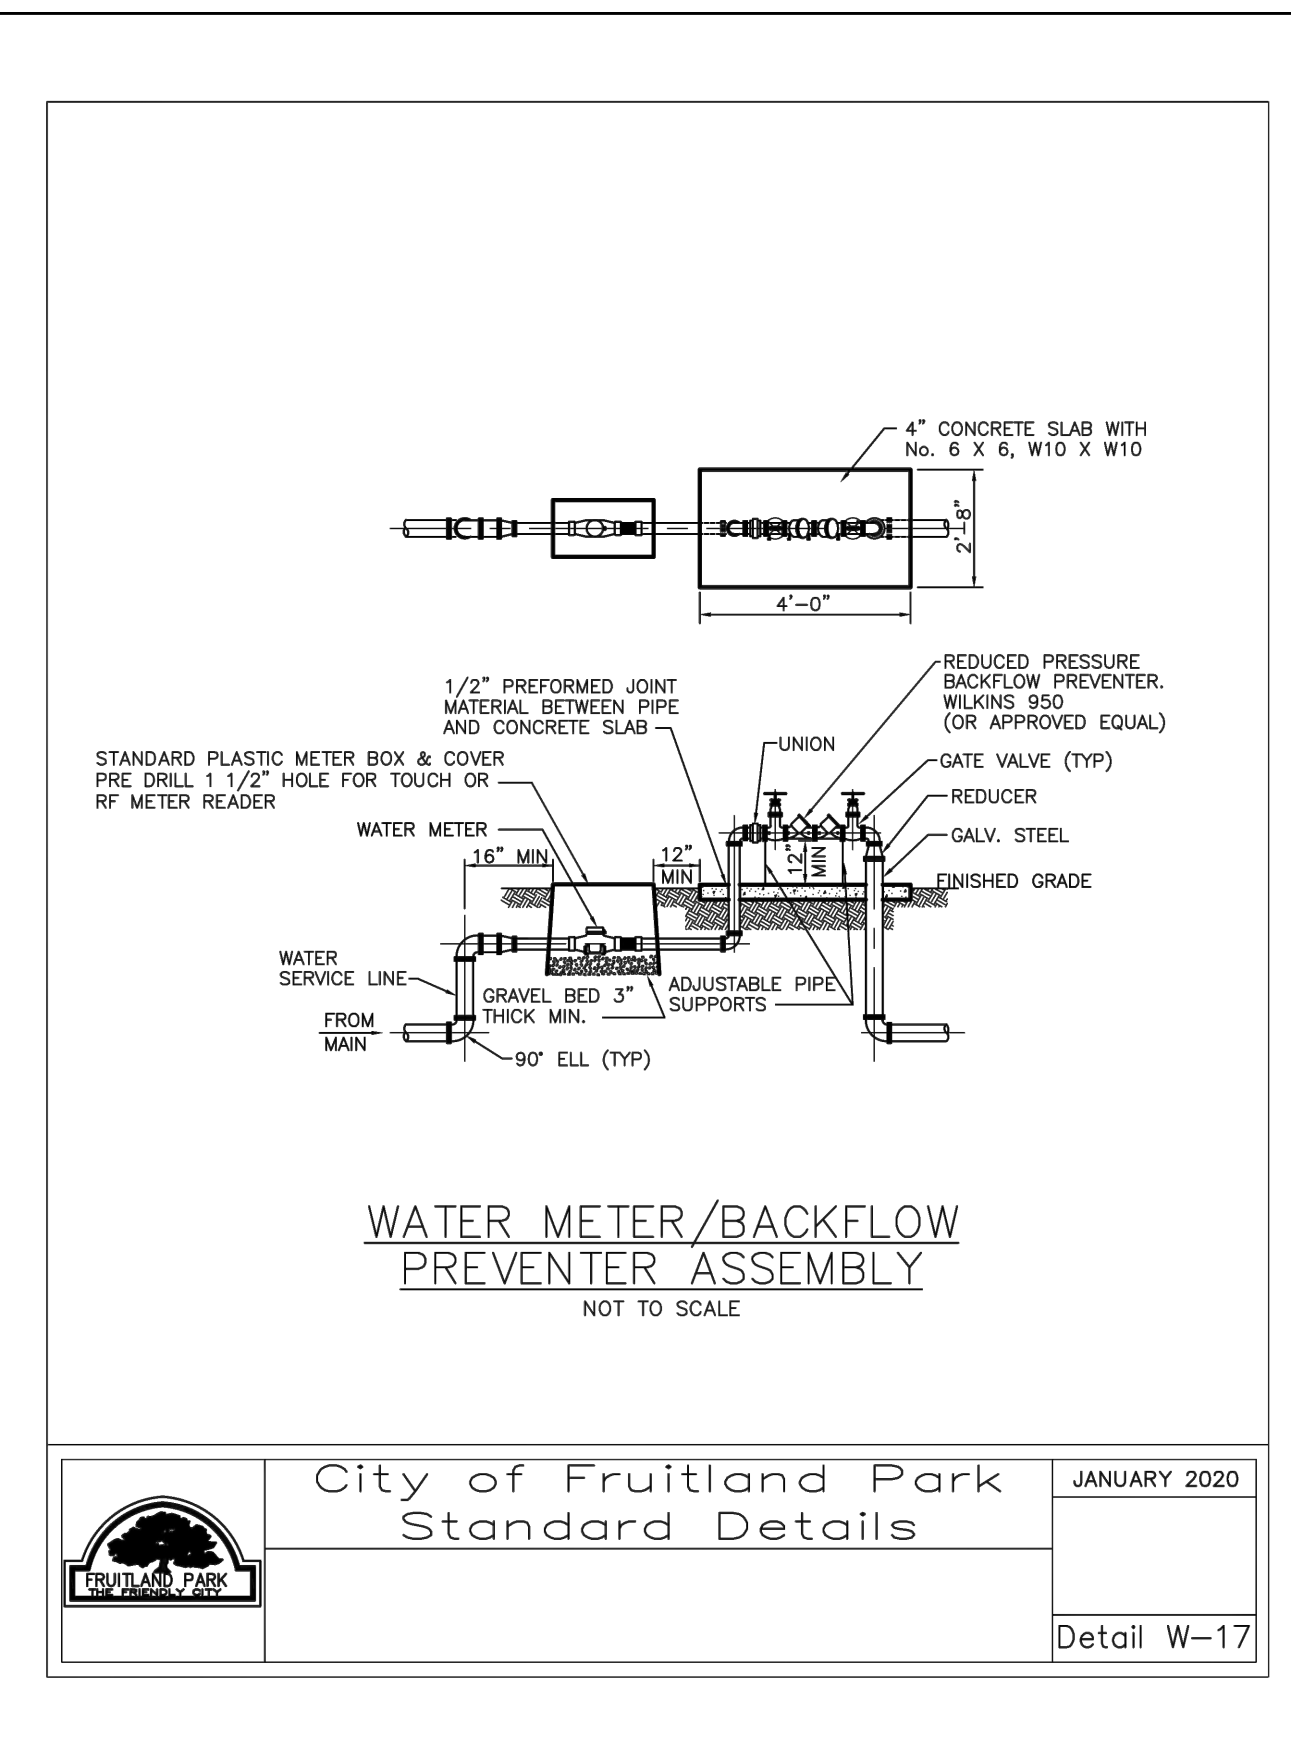 4" CONCRETE SLAB WITH
No. 6 X 6, W10 X W10
2'-8"
4'-0"
REDUCED PRESSURE
BACKFLOW PREVENTER.
WILKINS 950
(OR APPROVED EQUAL)
1/2" PREFORMED JOINT
MATERIAL BETWEEN PIPE
AND CONCRETE SLAB
UNION
STANDARD PLASTIC METER BOX & COVER
PRE DRILL 1 1/2" HOLE FOR TOUCH OR
RF METER READER
GATE VALVE (TYP)
REDUCER
WATER METER
GALV. STEEL
16" MIN
12"
MIN
12"
MIN
FINISHED GRADE
WATER
SERVICE LINE
GRAVEL BED 3"
THICK MIN.
ADJUSTABLE PIPE
SUPPORTS
FROM
MAIN
90° ELL (TYP)
WATER METER/BACKFLOW
PREVENTER ASSEMBLY
NOT TO SCALE
City of Fruitland Park
Standard Details
JANUARY 2020
FRUITLAND PARK
THE FRIENDLY CITY
Detail W-17